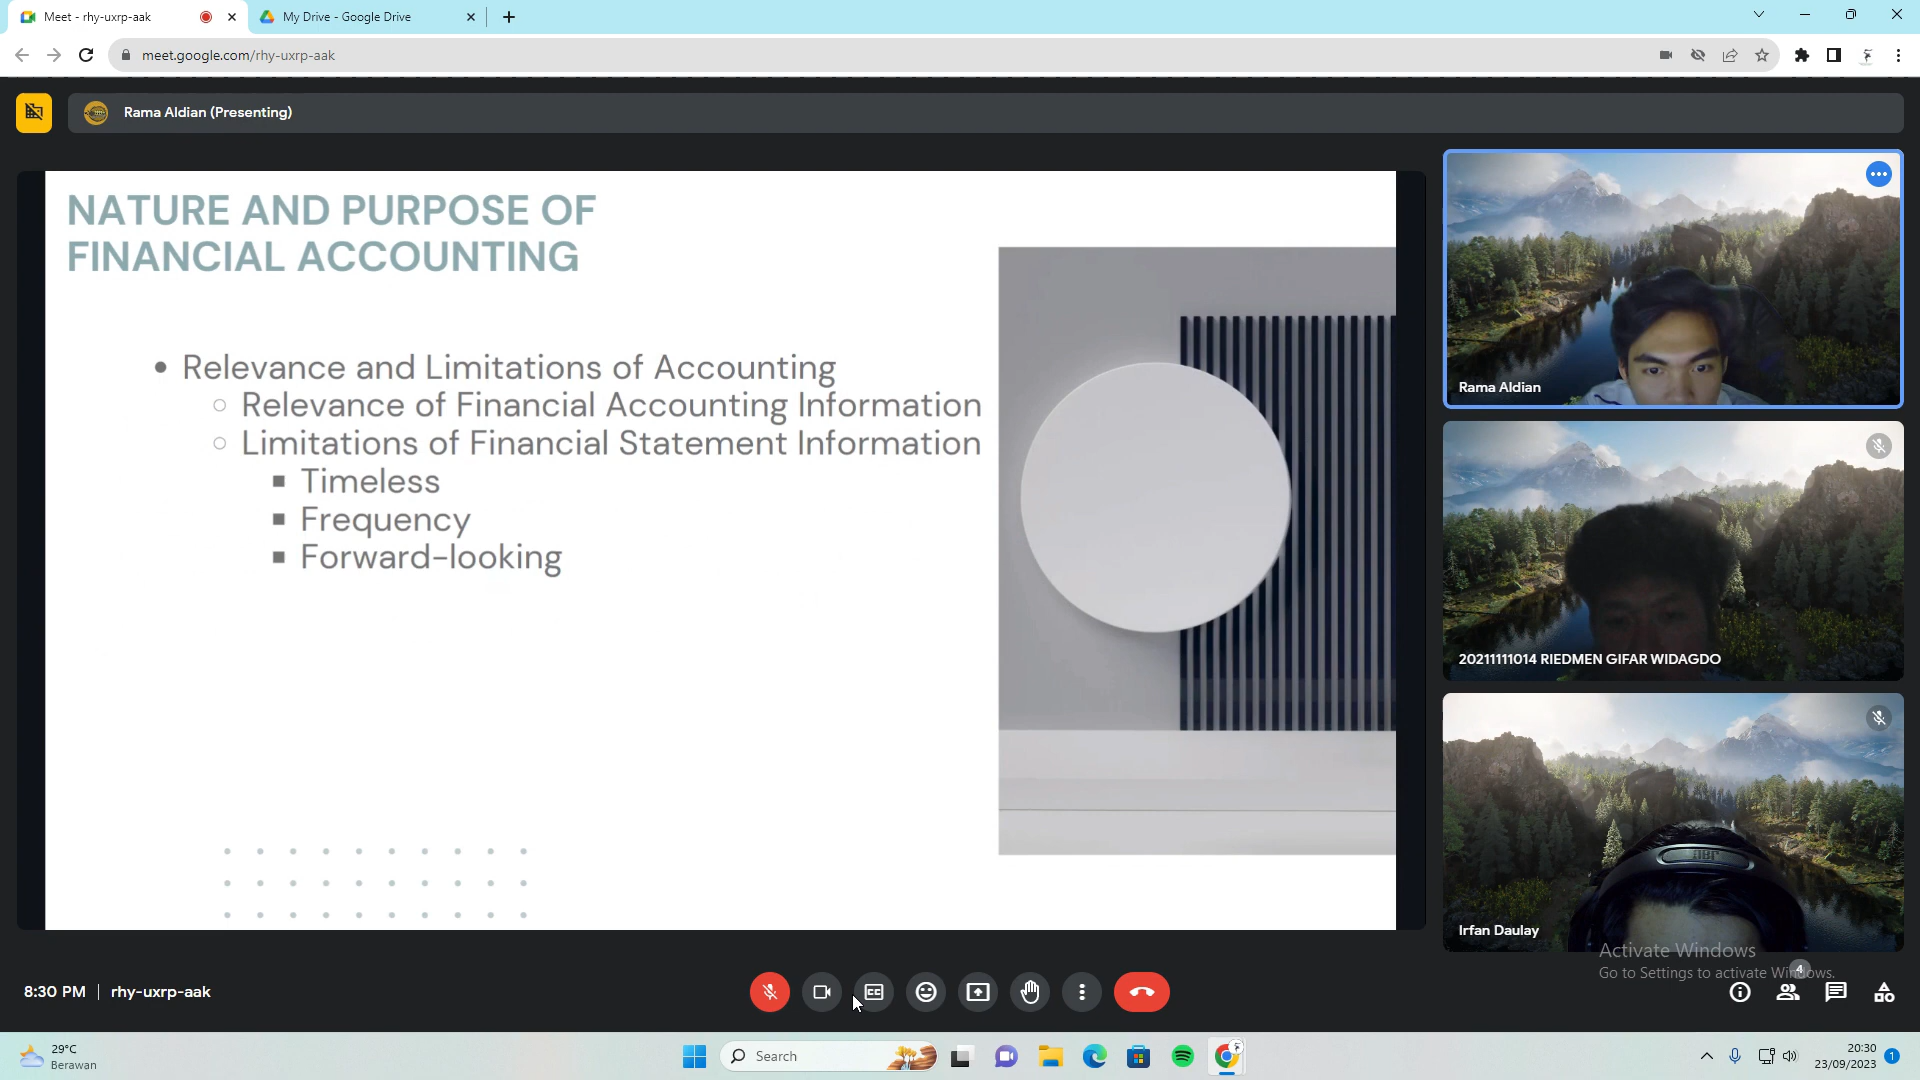 Meet - rhy-uxrp-aak
My Drive - Google Drive
meet.google.com/rhy-uxrp-aak
Rama Aldian (Presenting)
NATURE AND PURPOSE OF
FINANCIAL ACCOUNTING
Relevance and Limitations of Accounting
Relevance of Financial Accounting Information
Limitations of Financial Statement Information
Timeless
Frequency
Forward-looking
Rama Aldian
20211111014 RIEDMEN GIFAR WIDAGDO
JBL
Irfan Daulay
Activate Windows
Go to Settings to activate Windows.
4
8:30 PM | rhy-uxrp-aak
29°C
Berawan
Search
20:30
23/09/2023
1